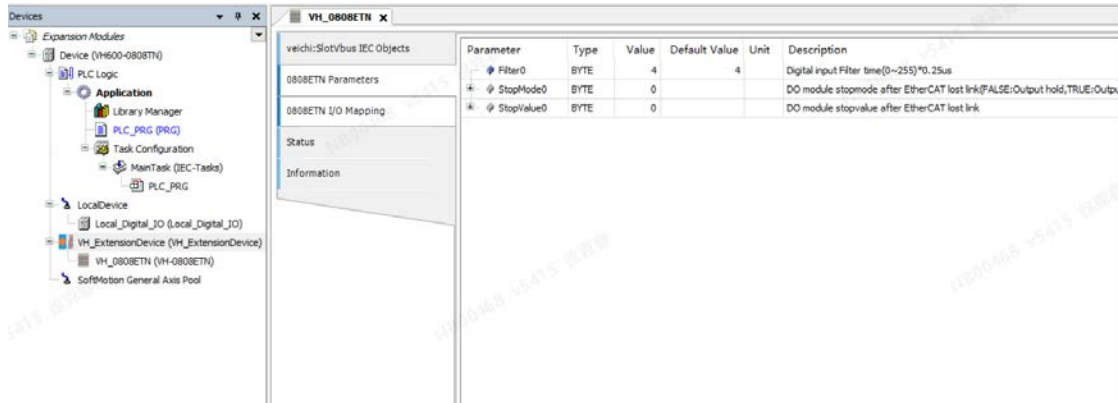 Devices
Expansion Modules
Device (VH600-0808TN)
PLC Logic
Application
Library Manager
PLC_PRG (PRG)
Task Configuration
MainTask (IEC-Tasks)
PLC_PRG
LocalDevice
Local_Digital_IO (Local_Digital_IO)
VH_ExtensionDevice (VH_ExtensionDevice)
VH_0808ETN (VH-0808ETN)
SoftMotion General Axis Pool
VH_0808ETN
veichi:SlotVbus IEC Objects
0808ETN Parameters
0808ETN I/O Mapping
Status
Information
Parameter Type Value Default Value Unit Description
Filter0 BYTE 4 4 Digital input Filter time(0~255)*0.25us
StopMode0 BYTE 0 DO module stopmode after EtherCAT lost link(FALSE:Output hold,TRUE:Outpu
StopValue0 BYTE 0 DO module stopvalue after EtherCAT lost link